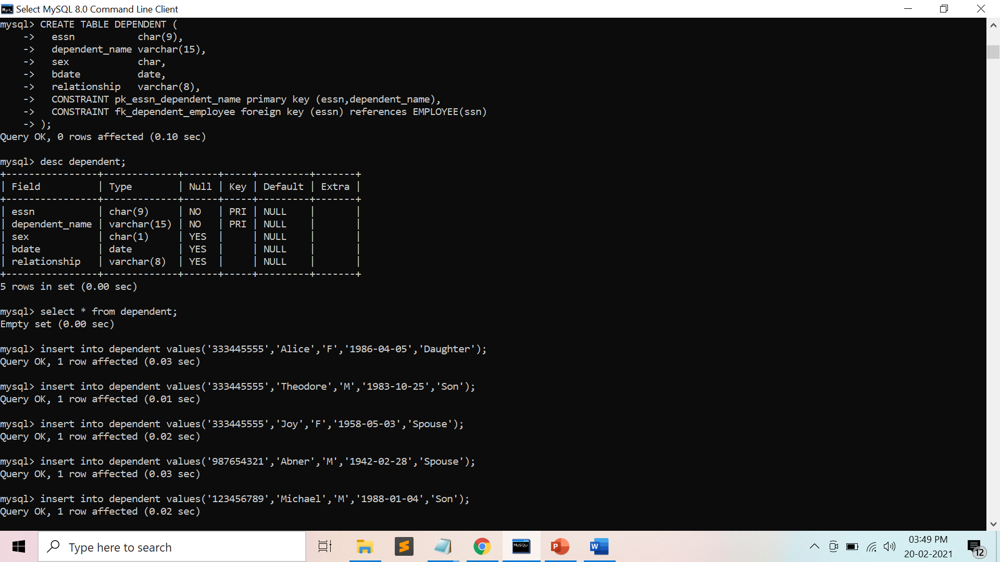 Select MySQL 8.0 Command Line Client
mysql> CREATE TABLE DEPENDENT (
    ->   essn           char(9),
    ->   dependent_name varchar(15),
    ->   sex            char,
    ->   bdate          date,
    ->   relationship   varchar(8),
    ->   CONSTRAINT pk_essn_dependent_name primary key (essn,dependent_name),
    ->   CONSTRAINT fk_dependent_employee foreign key (essn) references EMPLOYEE(ssn)
    -> );
Query OK, 0 rows affected (0.10 sec)

mysql> desc dependent;
+----------------+-------------+------+-----+---------+-------+
| Field          | Type        | Null | Key | Default | Extra |
+----------------+-------------+------+-----+---------+-------+
| essn           | char(9)     | NO   | PRI | NULL    |       |
| dependent_name | varchar(15) | NO   | PRI | NULL    |       |
| sex            | char(1)     | YES  |     | NULL    |       |
| bdate          | date        | YES  |     | NULL    |       |
| relationship   | varchar(8)  | YES  |     | NULL    |       |
+----------------+-------------+------+-----+---------+-------+
5 rows in set (0.00 sec)

mysql> select * from dependent;
Empty set (0.00 sec)

mysql> insert into dependent values('333445555','Alice','F','1986-04-05','Daughter');
Query OK, 1 row affected (0.03 sec)

mysql> insert into dependent values('333445555','Theodore','M','1983-10-25','Son');
Query OK, 1 row affected (0.01 sec)

mysql> insert into dependent values('333445555','Joy','F','1958-05-03','Spouse');
Query OK, 1 row affected (0.02 sec)

mysql> insert into dependent values('987654321','Abner','M','1942-02-28','Spouse');
Query OK, 1 row affected (0.03 sec)

mysql> insert into dependent values('123456789','Michael','M','1988-01-04','Son');
Query OK, 1 row affected (0.02 sec)

Type here to search
MySQL>
P
W
03:49 PM
20-02-2021
12